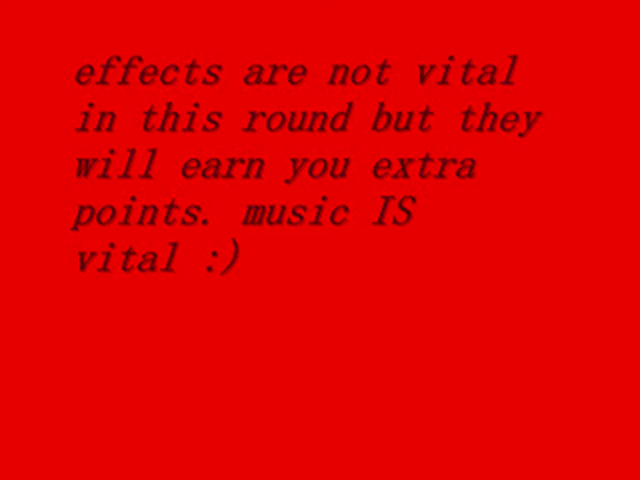 effects are not vital
in this round but they
will earn you extra
points. music IS
vital :)